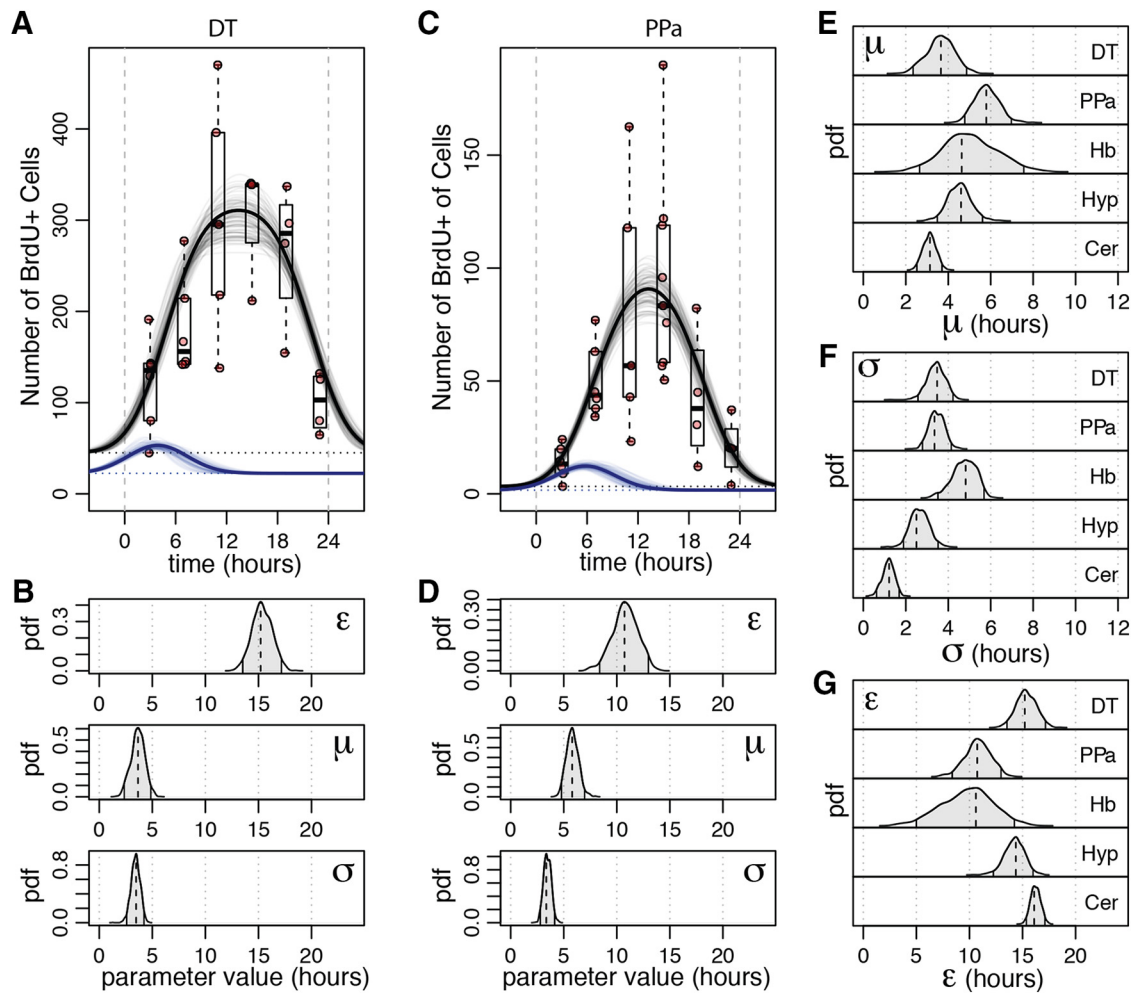 A
DT
Number of BrdU+ Cells
0 100 200 300 400
0 6 12 18 24
time (hours)
B
pdf
0.0 0.3
ε
0 5 10 15 20
pdf
0.0 0.5
μ
0 5 10 15 20
pdf
0.0 0.8
σ
0 5 10 15 20
parameter value (hours)
C
PPa
Number of BrdU+ of Cells
0 50 100 150
0 6 12 18 24
time (hours)
D
pdf
0.00 0.30
ε
0 5 10 15 20
pdf
0.0 0.5
μ
0 5 10 15 20
pdf
0.0 0.8
σ
0 5 10 15 20
parameter value (hours)
E
μ
pdf
DT
PPa
Hb
Hyp
Cer
0 2 4 6 8 10 12
μ (hours)
F
σ
pdf
DT
PPa
Hb
Hyp
Cer
0 2 4 6 8 10 12
σ (hours)
G
ε
pdf
DT
PPa
Hb
Hyp
Cer
0 5 10 15 20
ε (hours)